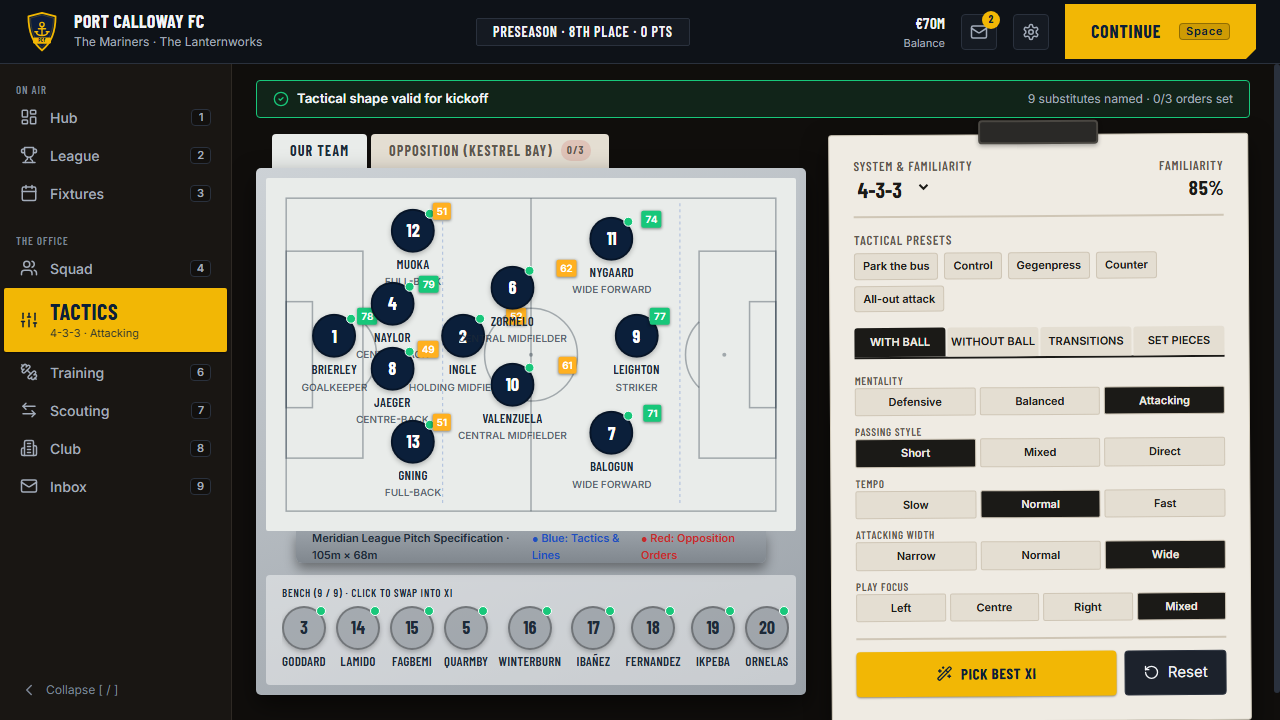 PORT CALLOWAY FC
The Mariners · The Lanternworks
PRESEASON · 8TH PLACE · 0 PTS
€70M
Balance
2
CONTINUE
Space
ON AIR
Hub 1
League 2
Fixtures 3
THE OFFICE
Squad 4
TACTICS
4-3-3 · Attacking
Training 6
Scouting 7
Club 8
Inbox 9
Collapse [ / ]
Tactical shape valid for kickoff
9 substitutes named · 0/3 orders set
OUR TEAM
OPPOSITION (KESTREL BAY) 0/3
12 51
MUOKA
FULL-BACK
11 74
NYGAARD
WIDE FORWARD
4 79
NAYLOR
6 62
ZORMELO
CENTRAL MIDFIELDER
1 78
BRIERLEY
GOALKEEPER
2
INGLE
HOLDING MIDFIE
9 77
LEIGHTON
STRIKER
8 49
JAEGER
CENTRE-BACK
10 61
VALENZUELA
CENTRAL MIDFIELDER
13 51
GNING
FULL-BACK
7 71
BALOGUN
WIDE FORWARD
Meridian League Pitch Specification ·
105m × 68m
● Blue: Tactics &
Lines
● Red: Opposition
Orders
BENCH (9 / 9) · CLICK TO SWAP INTO XI
3 14 15 5 16 17 18 19 20
GODDARD LAMIDO FAGBEMI QUARMBY WINTERBURN IBAÑEZ FERNANDEZ IKPEBA ORNELAS
SYSTEM & FAMILIARITY
4-3-3
FAMILIARITY
85%
TACTICAL PRESETS
Park the bus Control Gegenpress Counter
All-out attack
WITH BALL WITHOUT BALL TRANSITIONS SET PIECES
MENTALITY
Defensive Balanced Attacking
PASSING STYLE
Short Mixed Direct
TEMPO
Slow Normal Fast
ATTACKING WIDTH
Narrow Normal Wide
PLAY FOCUS
Left Centre Right Mixed
PICK BEST XI
Reset